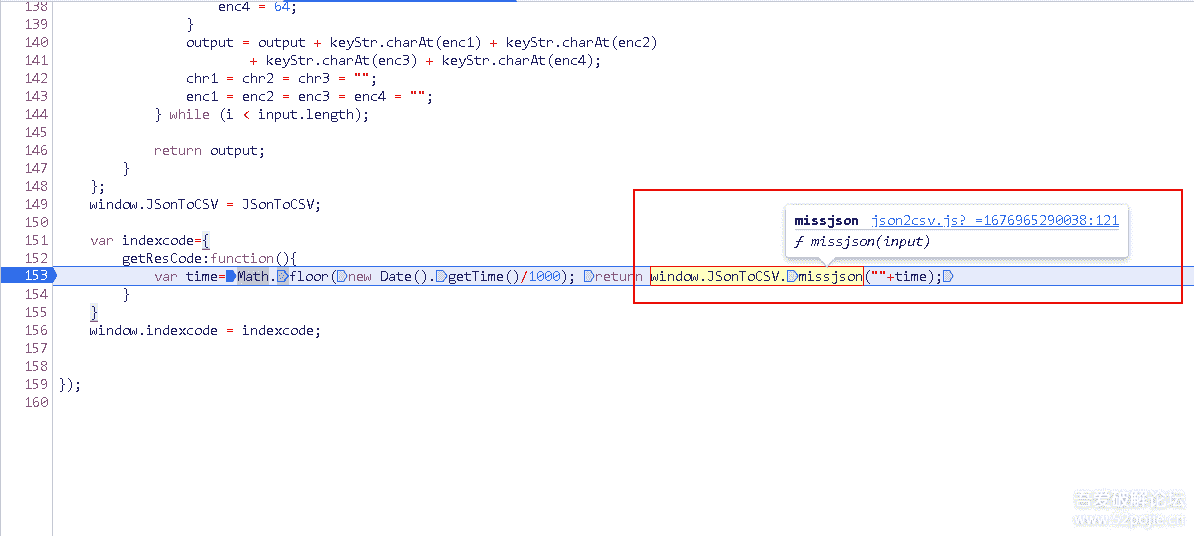 138 enc4 = 64;
139 }
140 output = output + keyStr.charAt(enc1) + keyStr.charAt(enc2)
141 + keyStr.charAt(enc3) + keyStr.charAt(enc4);
142 chr1 = chr2 = chr3 = "";
143 enc1 = enc2 = enc3 = enc4 = "";
144 } while (i < input.length);
145
146 return output;
147 }
148 };
149 window.JSonToCSV = JSonToCSV;
150
151 var indexcode={
152 getResCode:function(){
153 var time=Math.floor(new Date().getTime()/1000); return window.JSonToCSV.missjson(""+time);
154 }
155 }
156 window.indexcode = indexcode;
157
158
159 });
160
missjson json2csv.js?_=1676965290038:121
ƒ missjson(input)
吾爱破解论坛
www.52pojie.cn